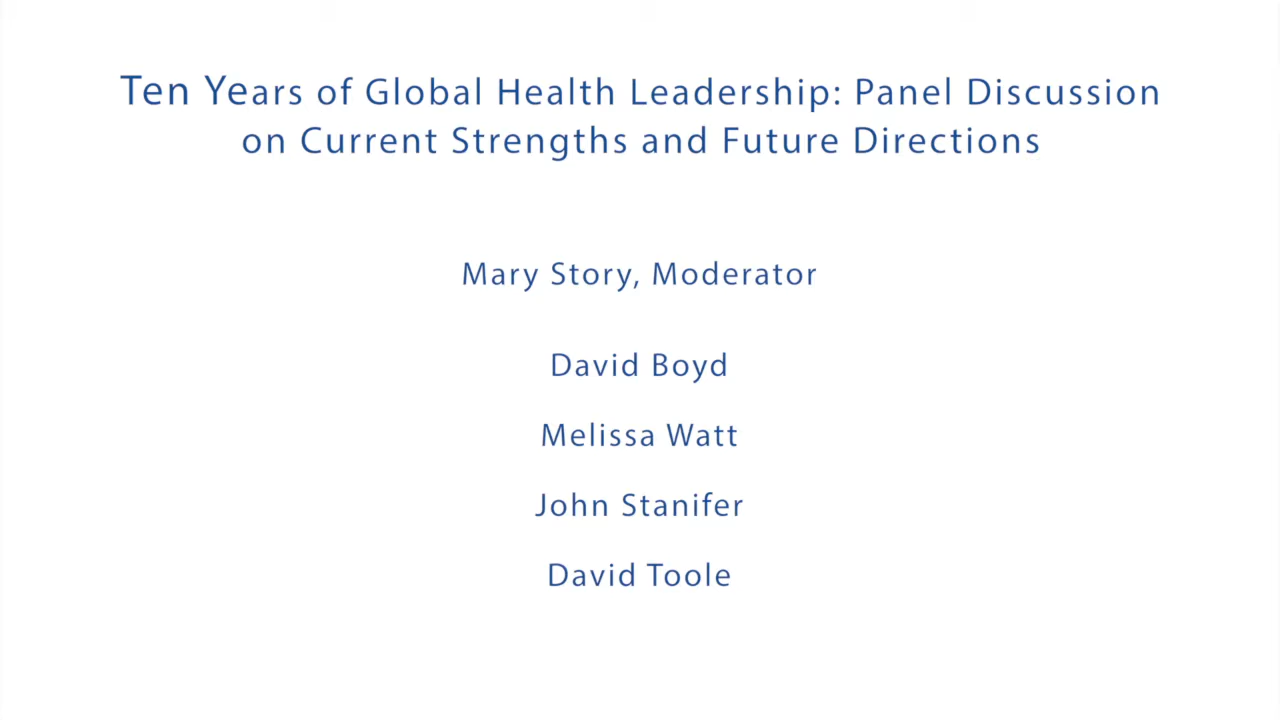 Ten Years of Global Health Leadership: Panel Discussion
on Current Strengths and Future Directions
Mary Story, Moderator
David Boyd
Melissa Watt
John Stanifer
David Toole